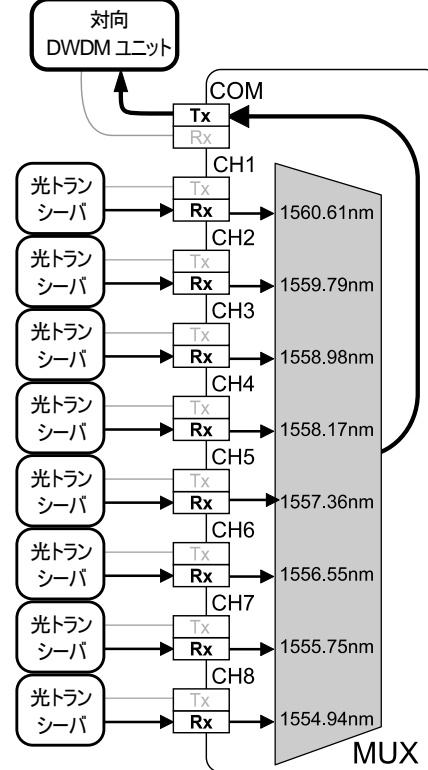 対向
DWDM ユニット
COM
Tx
Rx
CH1
光トラン
シーバ
Tx
Rx
1560.61nm
CH2
光トラン
シーバ
Tx
Rx
1559.79nm
CH3
光トラン
シーバ
Tx
Rx
1558.98nm
CH4
光トラン
シーバ
Tx
Rx
1558.17nm
CH5
光トラン
シーバ
Tx
Rx
1557.36nm
CH6
光トラン
シーバ
Tx
Rx
1556.55nm
CH7
光トラン
シーバ
Tx
Rx
1555.75nm
CH8
光トラン
シーバ
Tx
Rx
1554.94nm
MUX